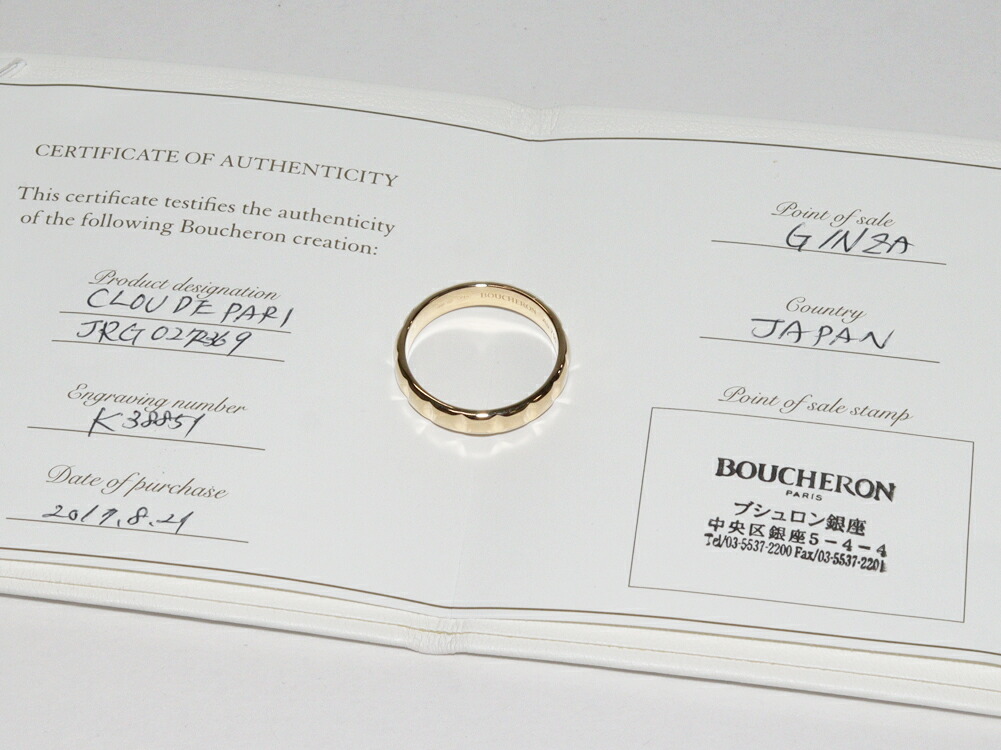 CERTIFICATE OF AUTHENTICITY
This certificate testifies the authenticity
of the following Boucheron creation:
Product designation
CLOU DE PARI
Engraving number
K38851
Date of purchase
BOUCHERON
Point of sale
GINZA
Country
JAPAN
Point of sale stamp
BOUCHERON
PARIS
ブシュロン銀座
中央区銀座5-4-4
Tel/03-5537-2200 Fax/03-5537-2201